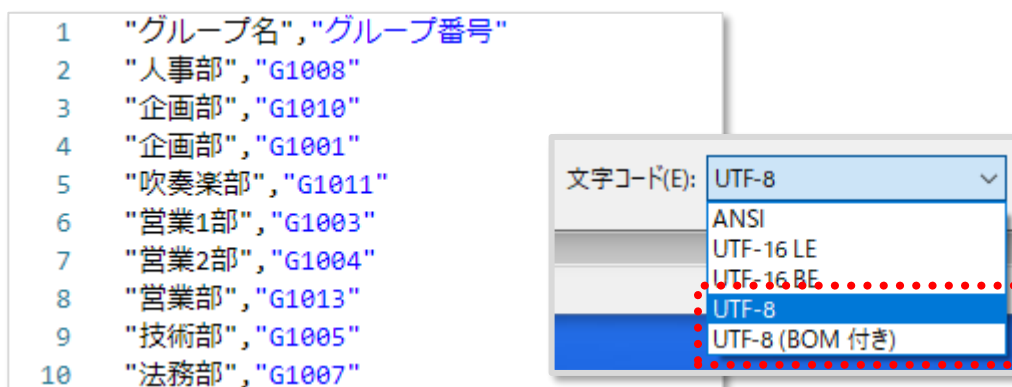 1 "グループ名","グループ番号"
2 "人事部","G1008"
3 "企画部","G1010"
4 "企画部","G1001"
5 "吹奏楽部","G1011"
6 "営業1部","G1003"
7 "営業2部","G1004"
8 "営業部","G1013"
9 "技術部","G1005"
10 "法務部","G1007"
文字コード(E): UTF-8
ANSI
UTF-16 LE
UTF-16 BE
UTF-8
UTF-8 (BOM 付き)